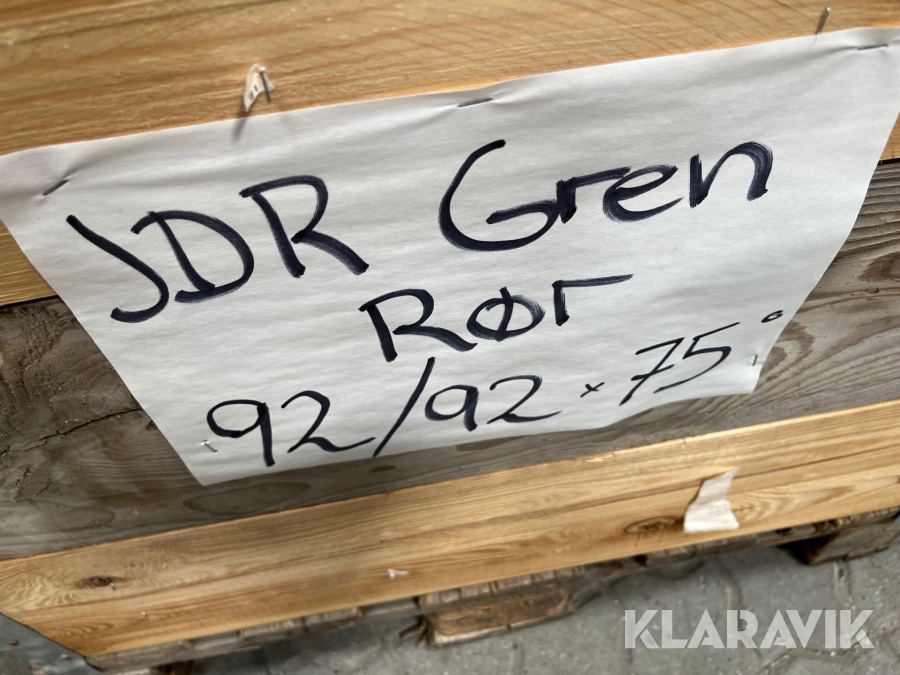 JDR Gren
Rør
92/92 x 75°
KLARAVIK